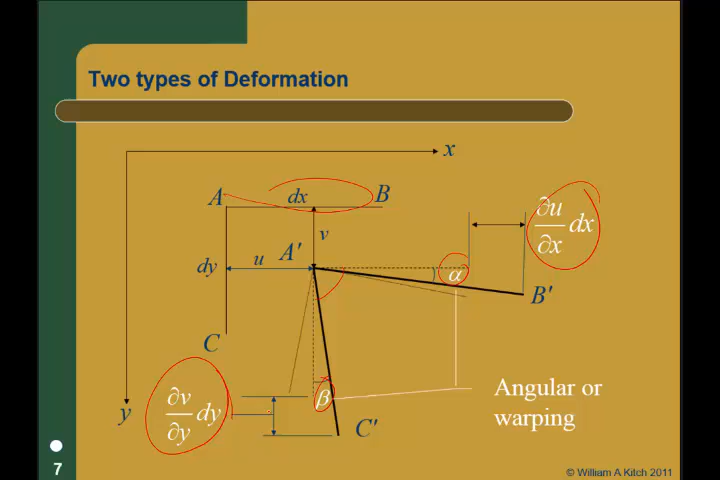 Two types of Deformation
x
A
dx
B
v
A'
dy
u
α
∂u/∂x dx
B'
C
∂v/∂y dy
β
C'
y
Angular or
warping
7
© William A Kitch 2011